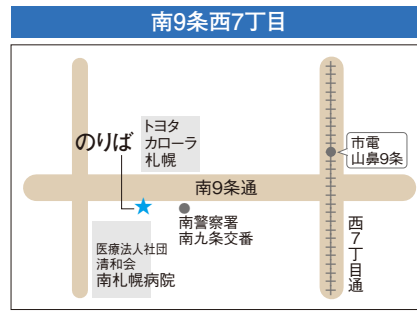 南9条西7丁目
トヨタ
カローラ
札幌
のりば
市電
山鼻9条
南9条通
南警察署
南九条交番
西7丁目通
医療法人社団
清和会
南札幌病院